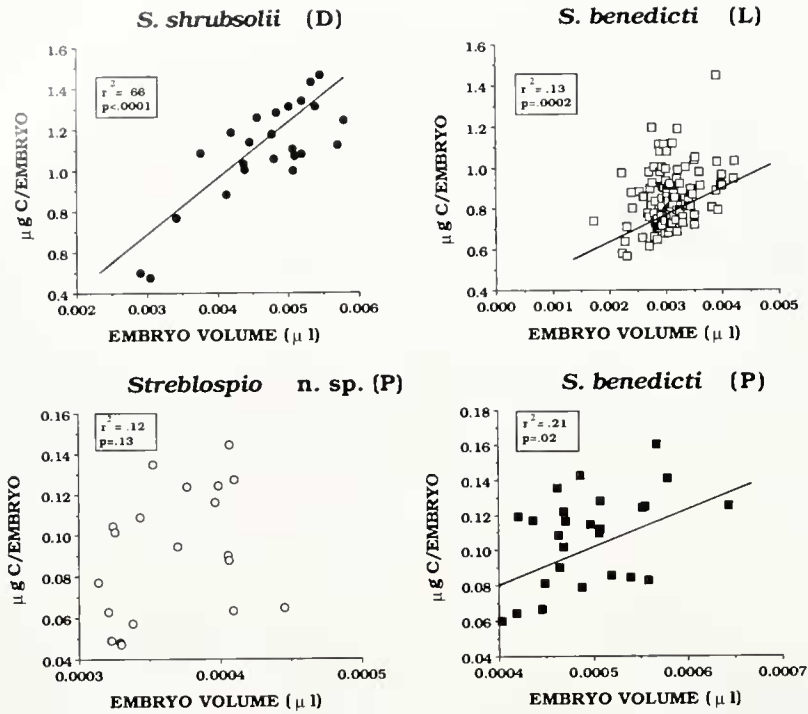 S. shrubsolii (D)
1.6
1.4
1.2
1.0
0.8
0.6
0.4
µg C/EMBRYO
r² = 66
p<.0001
0.002 0.003 0.004 0.005 0.006
EMBRYO VOLUME (µ l)
S. benedicti (L)
1.6
1.4
1.2
1.0
0.8
0.6
0.4
µg C/EMBRYO
r² = .13
p=.0002
0.000 0.001 0.002 0.003 0.004 0.005
EMBRYO VOLUME (µ l)
Streblospio n. sp. (P)
0.16
0.14
0.12
0.10
0.08
0.06
0.04
µg C/EMBRYO
r² = .12
p=.13
0.0003 0.0004 0.0005
EMBRYO VOLUME (µ l)
S. benedicti (P)
0.18
0.16
0.14
0.12
0.10
0.08
0.06
0.04
µg C/EMBRYO
r² = .21
p=.02
0.0004 0.0005 0.0006 0.0007
EMBRYO VOLUME (µ l)